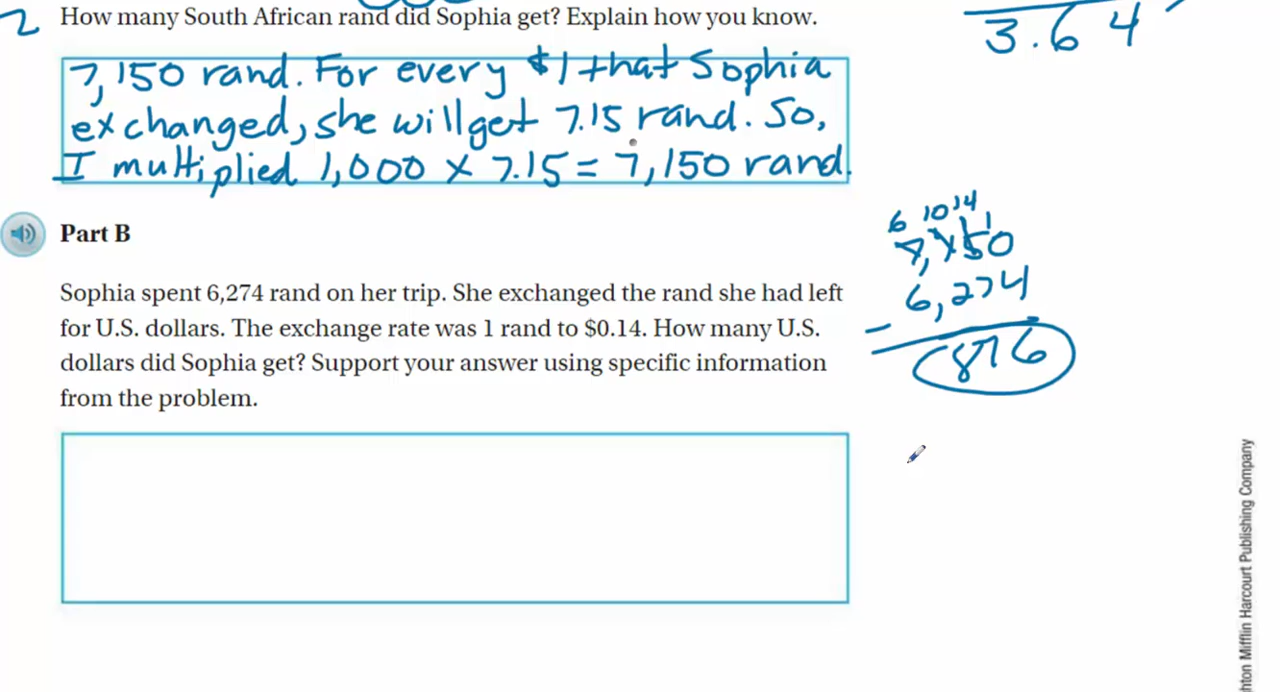 2
How many South African rand did Sophia get? Explain how you know.
3.64
7,150 rand. For every $1 that Sophia
exchanged, she will get 7.15 rand. So,
I multiplied 1,000 × 7.15 = 7,150 rand.
Part B
Sophia spent 6,274 rand on her trip. She exchanged the rand she had left
for U.S. dollars. The exchange rate was 1 rand to $0.14. How many U.S.
dollars did Sophia get? Support your answer using specific information
from the problem.
6 10 14 1
7,150
- 6,274
876
hton Mifflin Harcourt Publishing Company